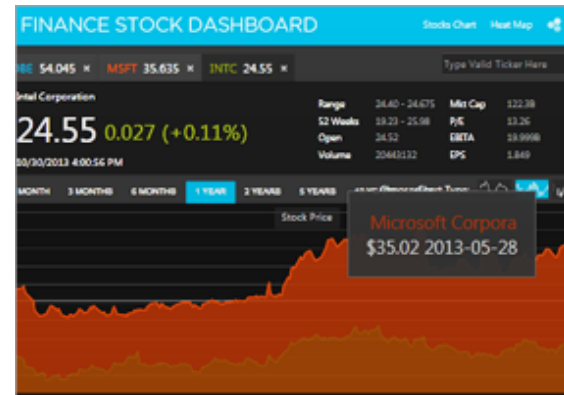 FINANCE STOCK DASHBOARD
Stocks Chart Heat Map
BE 54.045 × MSFT 35.635 × INTC 24.55 ×
Type Valid Ticker Here
Intel Corporation
24.55 0.027 (+0.11%)
10/30/2013 4:00:56 PM
Range 24.40 - 24.675 Mkt Cap 122.3B
52 Weeks 19.23 - 25.98 P/E 13.26
Open 24.52 EBITA 19.999B
Volume 20443132 EPS 1.849
MONTH 3 MONTHS 6 MONTHS 1 YEAR 2 YEARS 5 YEARS Chart Type:
Stock Price
Microsoft Corpora
$35.02 2013-05-28